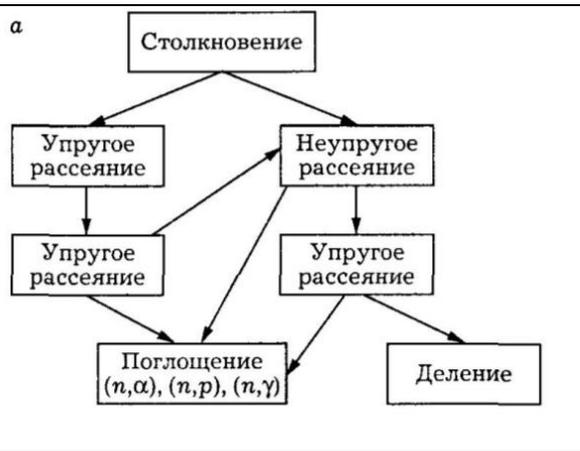 а
Столкновение
Упругое
рассеяние
Неупругое
рассеяние
Упругое
рассеяние
Упругое
рассеяние
Поглощение
(n,α), (n,p), (n,γ)
Деление